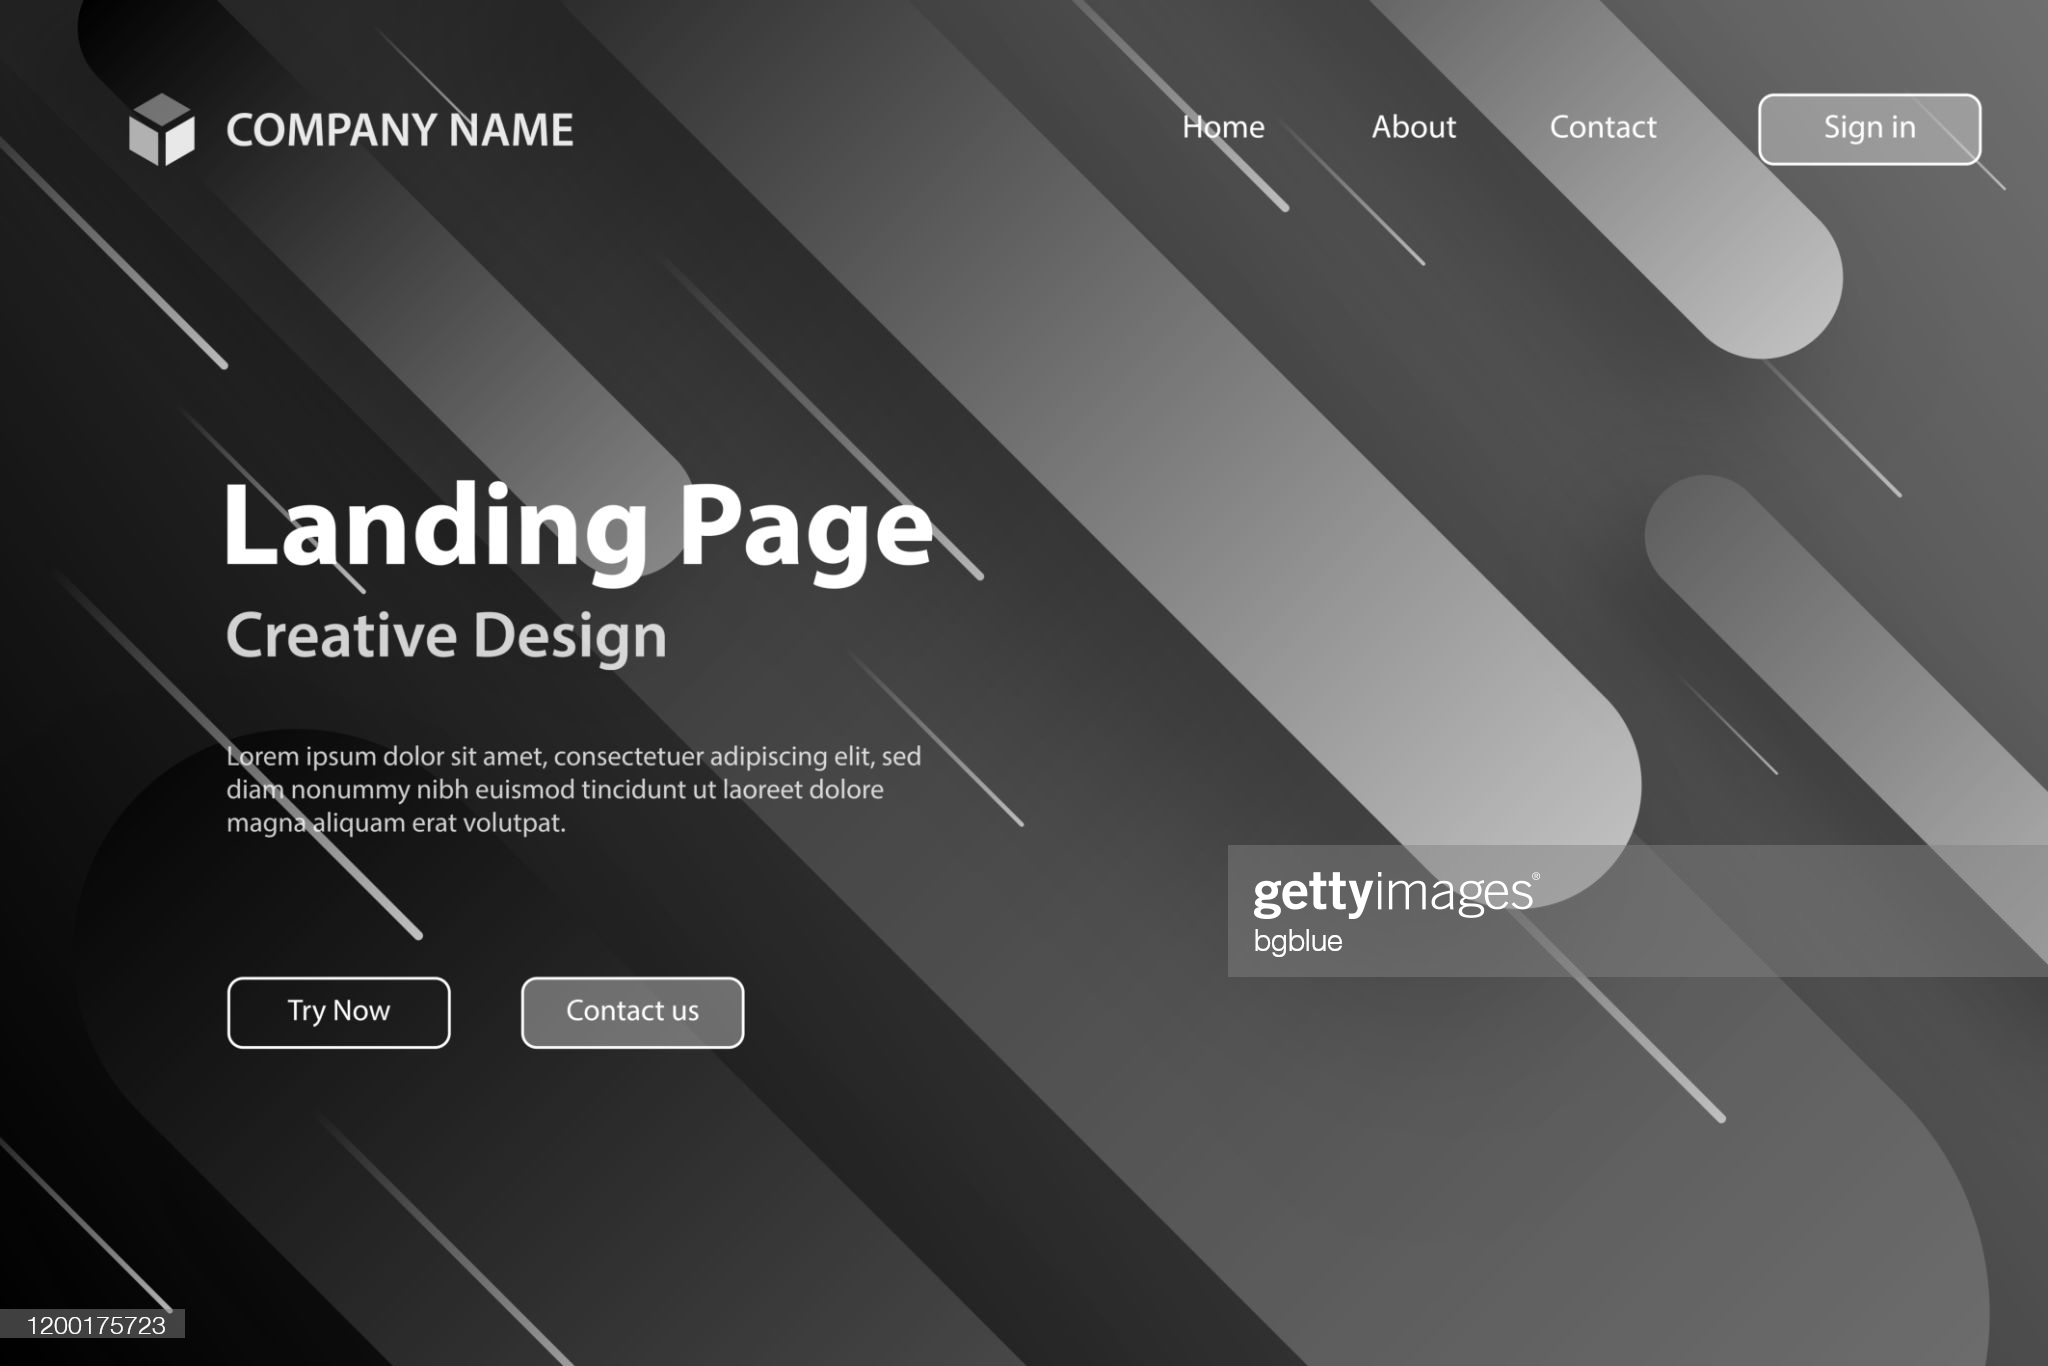 COMPANY NAME
Home
About
Contact
Sign in
Landing Page
Creative Design
Lorem ipsum dolor sit amet, consectetuer adipiscing elit, sed
diam nonummy nibh euismod tincidunt ut laoreet dolore
magna aliquam erat volutpat.
gettyimages®
bgblue
Try Now
Contact us
1200175723